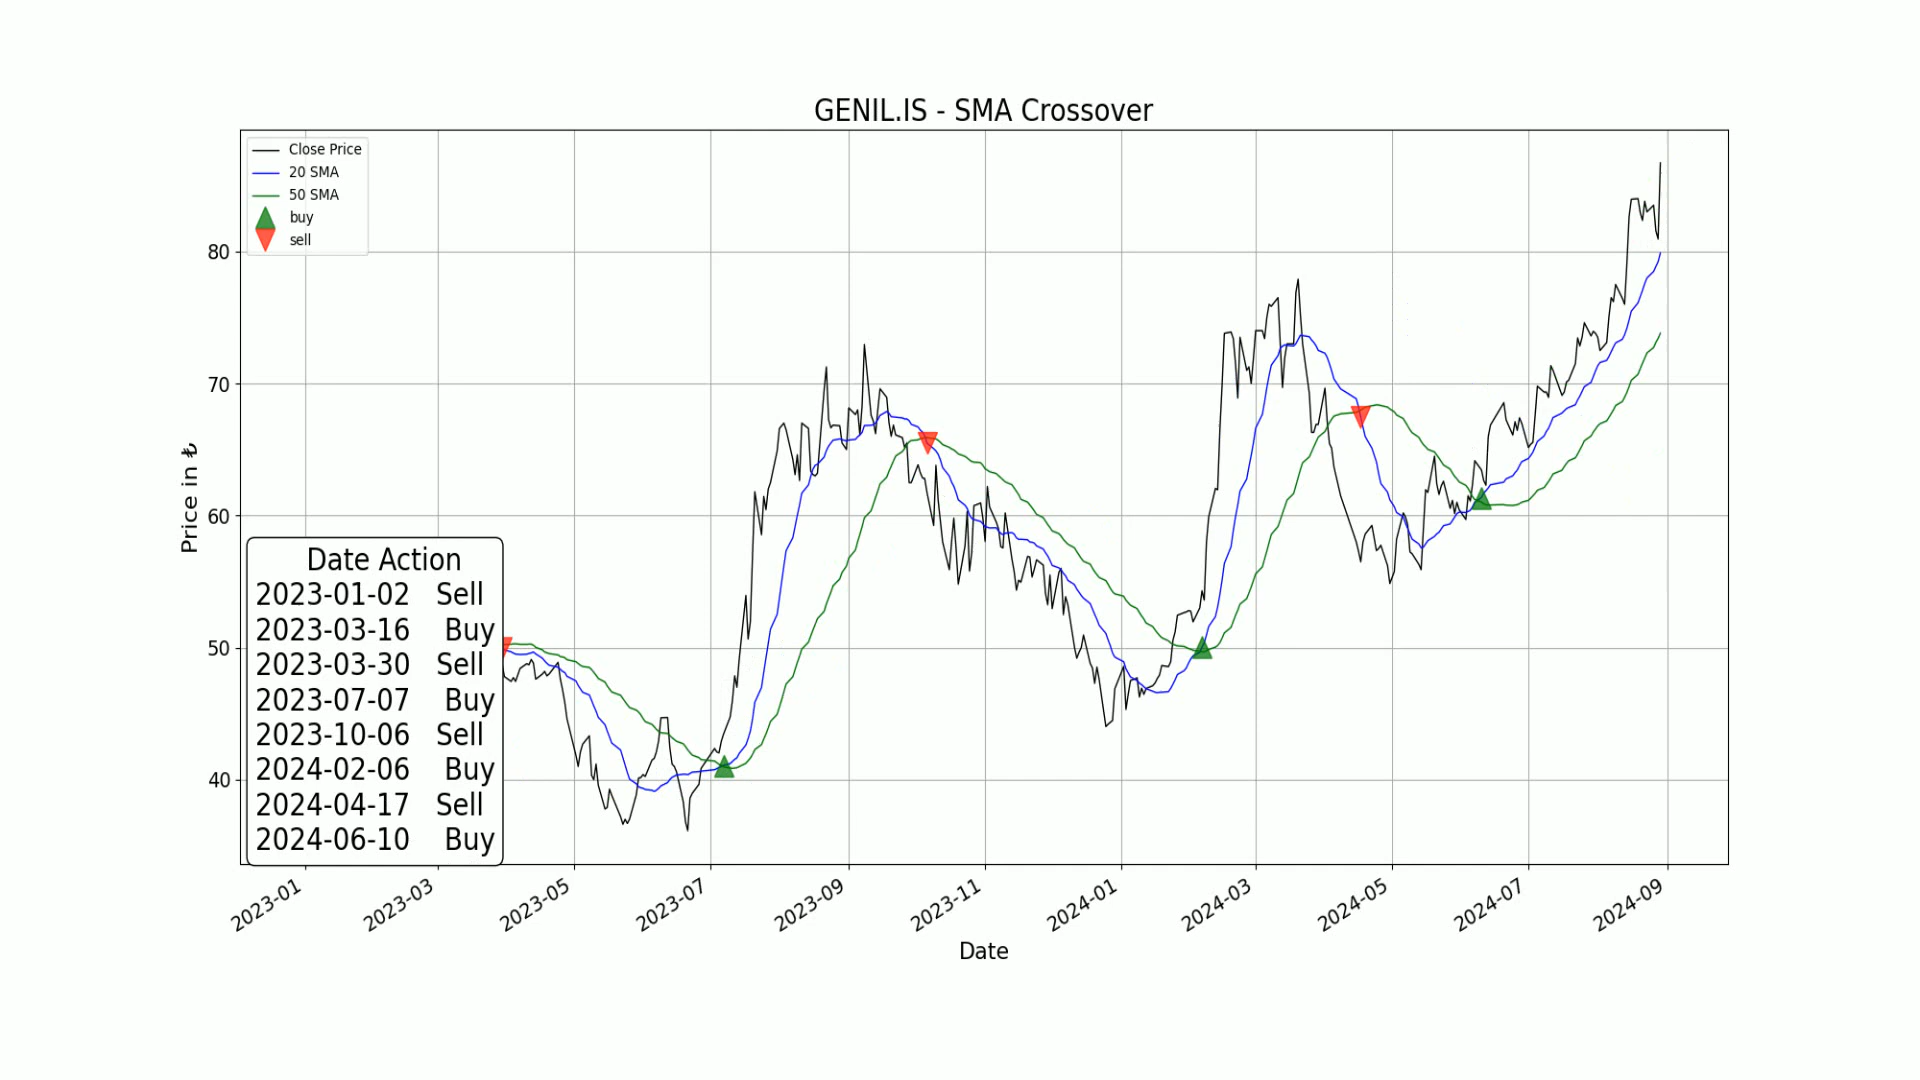 GENIL.IS - SMA Crossover
Close Price
20 SMA
50 SMA
buy
sell
80
70
60
50
40
Price in ₺
Date Action
2023-01-02 Sell
2023-03-16 Buy
2023-03-30 Sell
2023-07-07 Buy
2023-10-06 Sell
2024-02-06 Buy
2024-04-17 Sell
2024-06-10 Buy
2023-01
2023-03
2023-05
2023-07
2023-09
2023-11
2024-01
2024-03
2024-05
2024-07
2024-09
Date